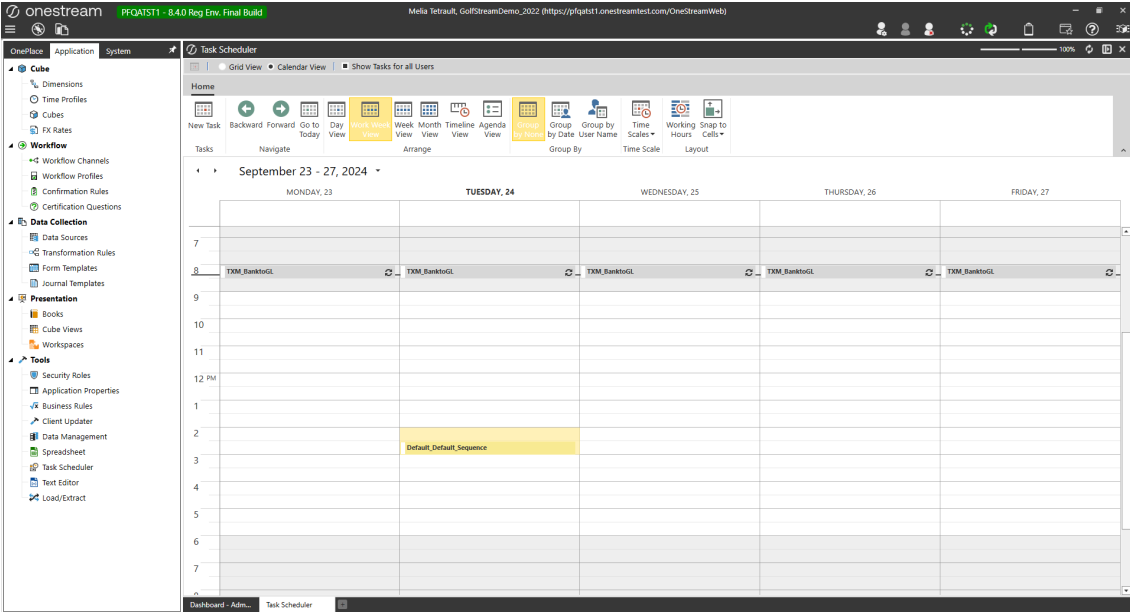 onestream PFQATST1 - 8.4.0 Reg Env. Final Build Melia Tetrault, GolfStreamDemo_2022 (https://pfqatst1.onestreamtest.com/OneStreamWeb)
OnePlace Application System
Cube
Dimensions
Time Profiles
Cubes
FX Rates
Workflow
Workflow Channels
Workflow Profiles
Confirmation Rules
Certification Questions
Data Collection
Data Sources
Transformation Rules
Form Templates
Journal Templates
Presentation
Books
Cube Views
Workspaces
Tools
Security Roles
Application Properties
Business Rules
Client Updater
Data Management
Spreadsheet
Task Scheduler
Text Editor
Load/Extract
Task Scheduler 100%
Grid View Calendar View Show Tasks for all Users
Home
New Task Backward Forward Go to Today Day View Work Week View Week View Month View Timeline View Agenda View Group by None Group by Date Group by User Name Time Scales Working Hours Snap to Cells
Tasks Navigate Arrange Group By Time Scale Layout
September 23 - 27, 2024
MONDAY, 23 TUESDAY, 24 WEDNESDAY, 25 THURSDAY, 26 FRIDAY, 27
7
8 TXM_BanktoGL TXM_BanktoGL TXM_BanktoGL TXM_BanktoGL TXM_BanktoGL
9
10
11
12 PM
1
2
Default_Default_Sequence
3
4
5
6
7
Dashboard - Adm... Task Scheduler